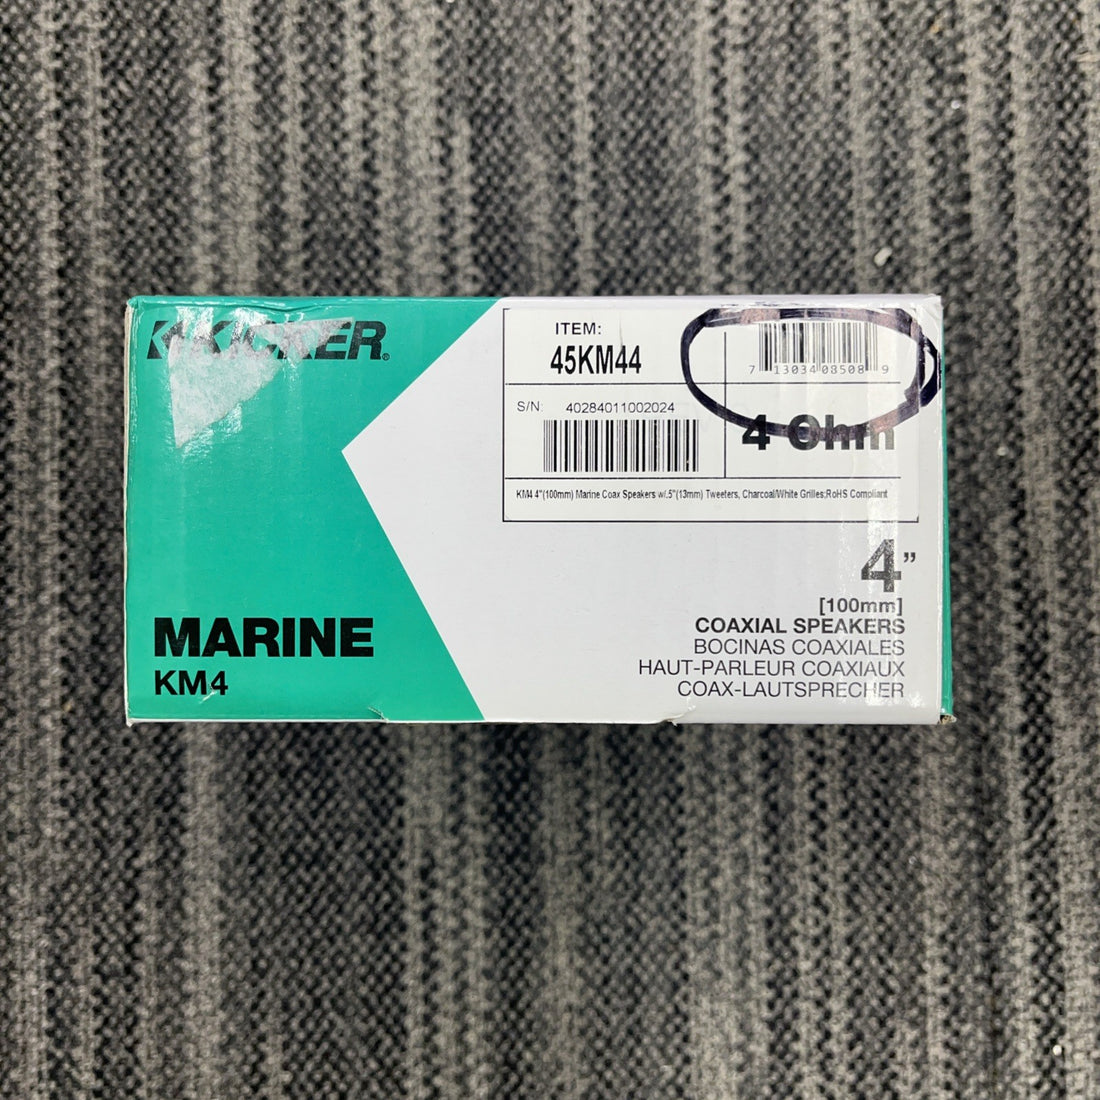 KICKER®
ITEM:
45KM44
7 13034 08508 9
S/N: 40284011002024
4 Ohm
KM4 4"(100mm) Marine Coax Speakers w/.5"(13mm) Tweeters, Charcoal/White Grilles;RoHS Compliant
4"
[100mm]
COAXIAL SPEAKERS
BOCINAS COAXIALES
HAUT-PARLEUR COAXIAUX
COAX-LAUTSPRECHER
MARINE
KM4